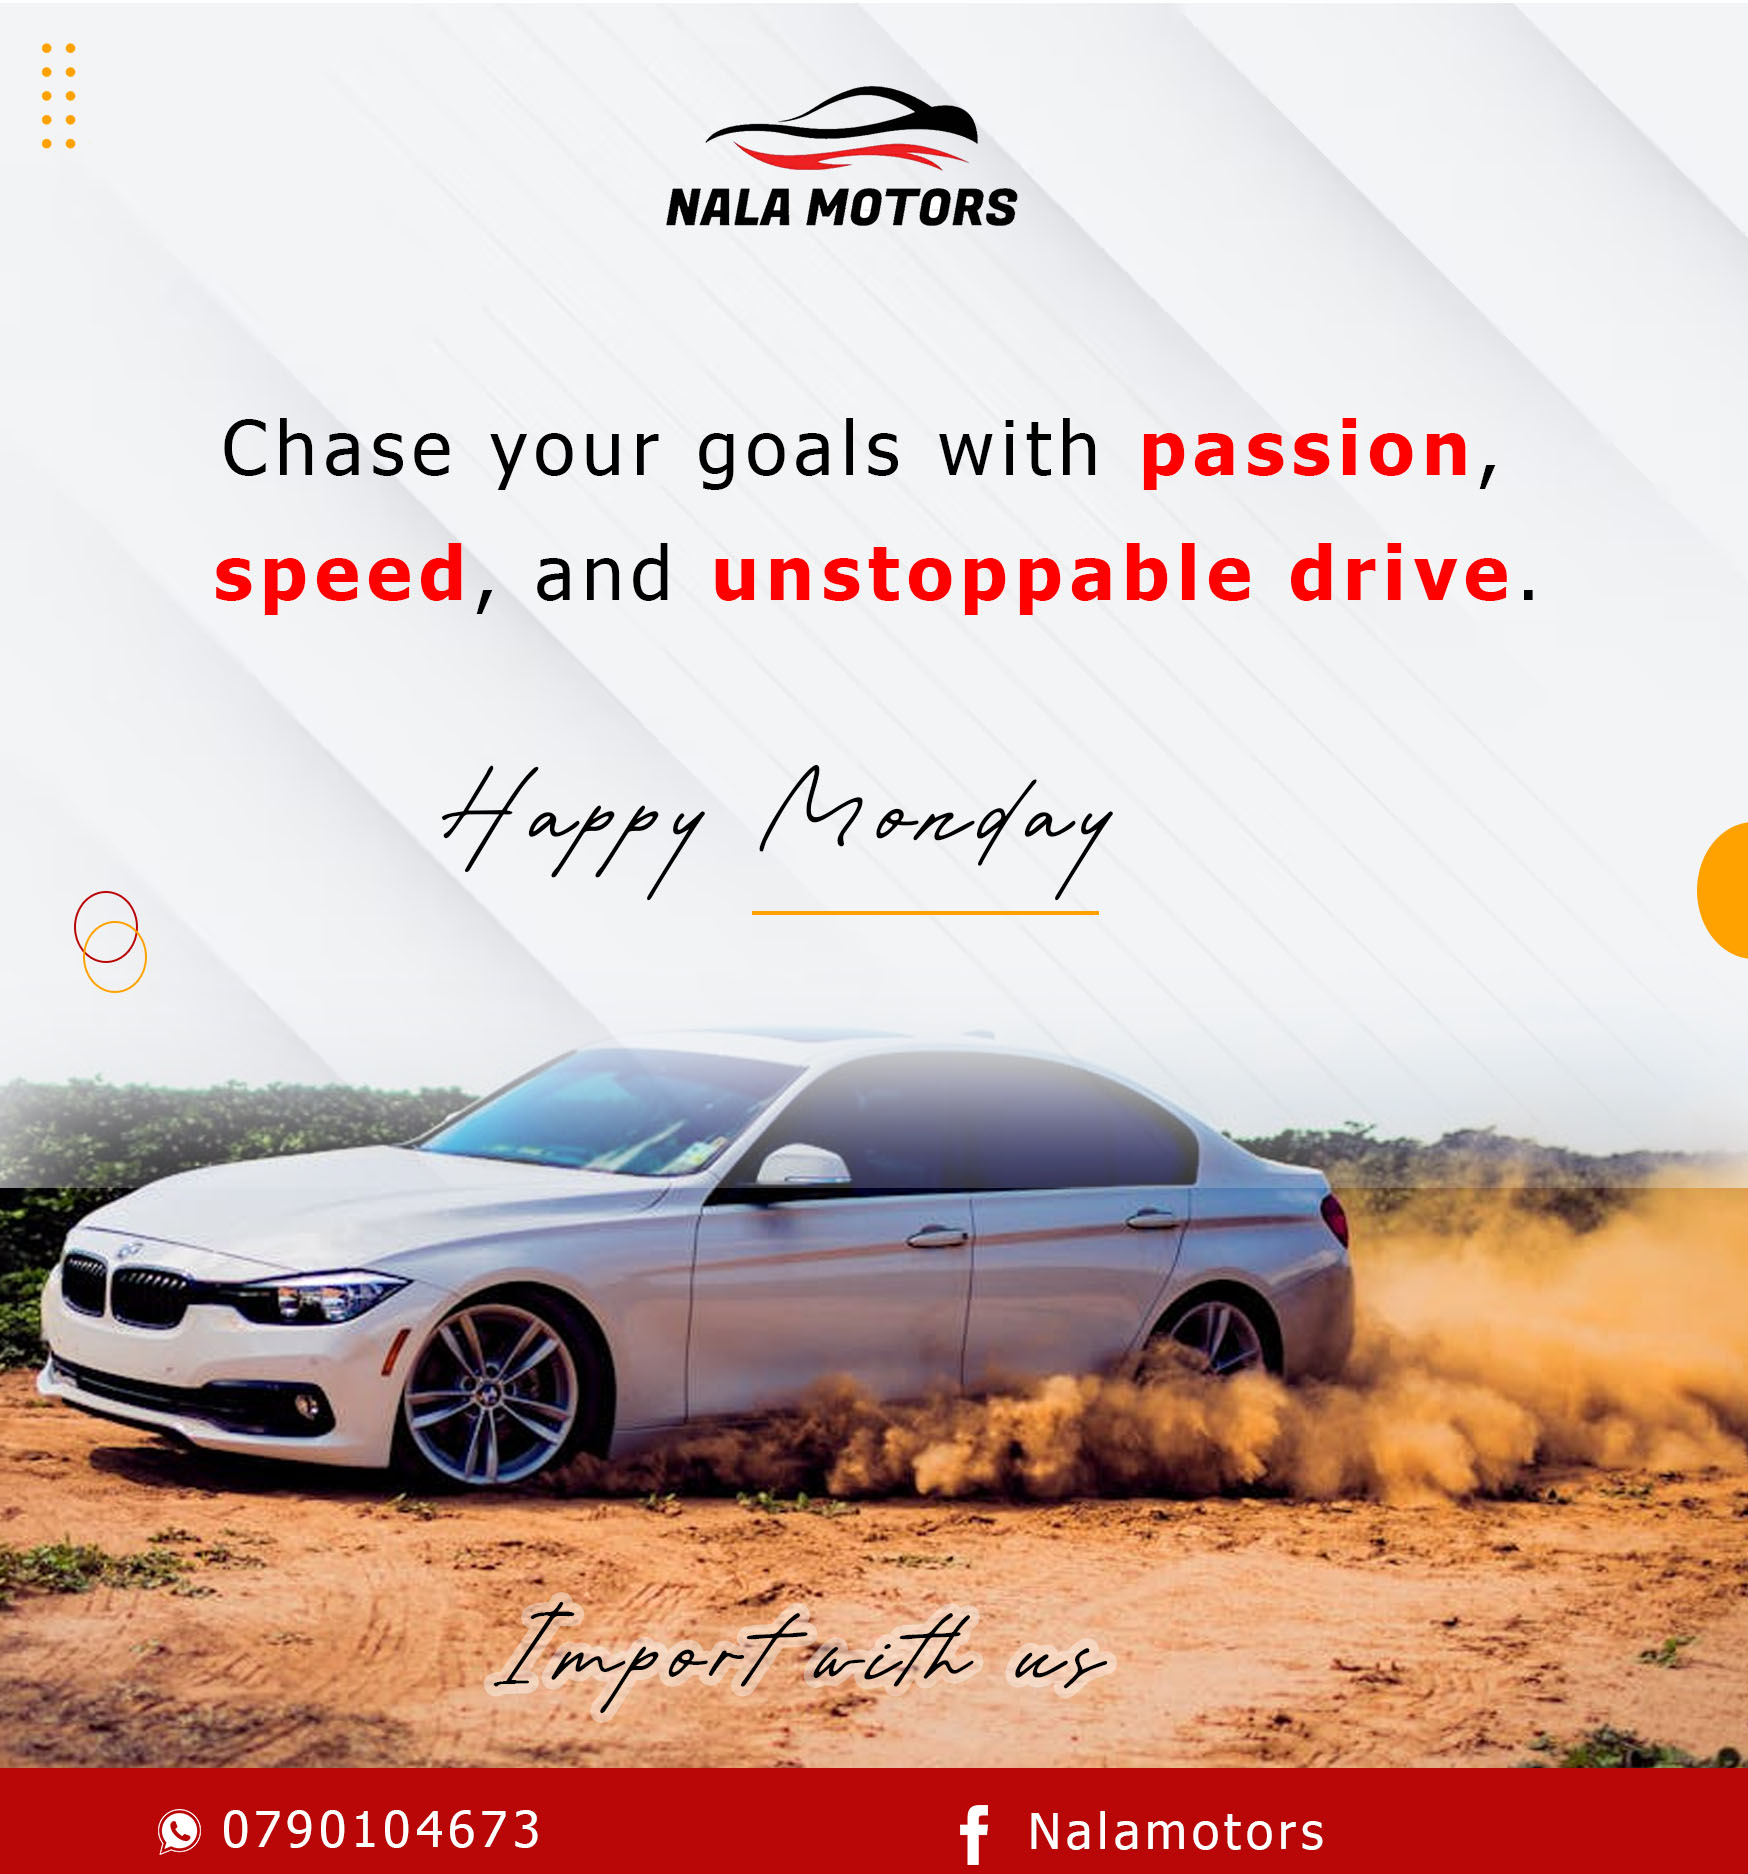 NALA MOTORS
Chase your goals with passion,
speed, and unstoppable drive.
Happy Monday
Import with us
0790104673
Nalamotors